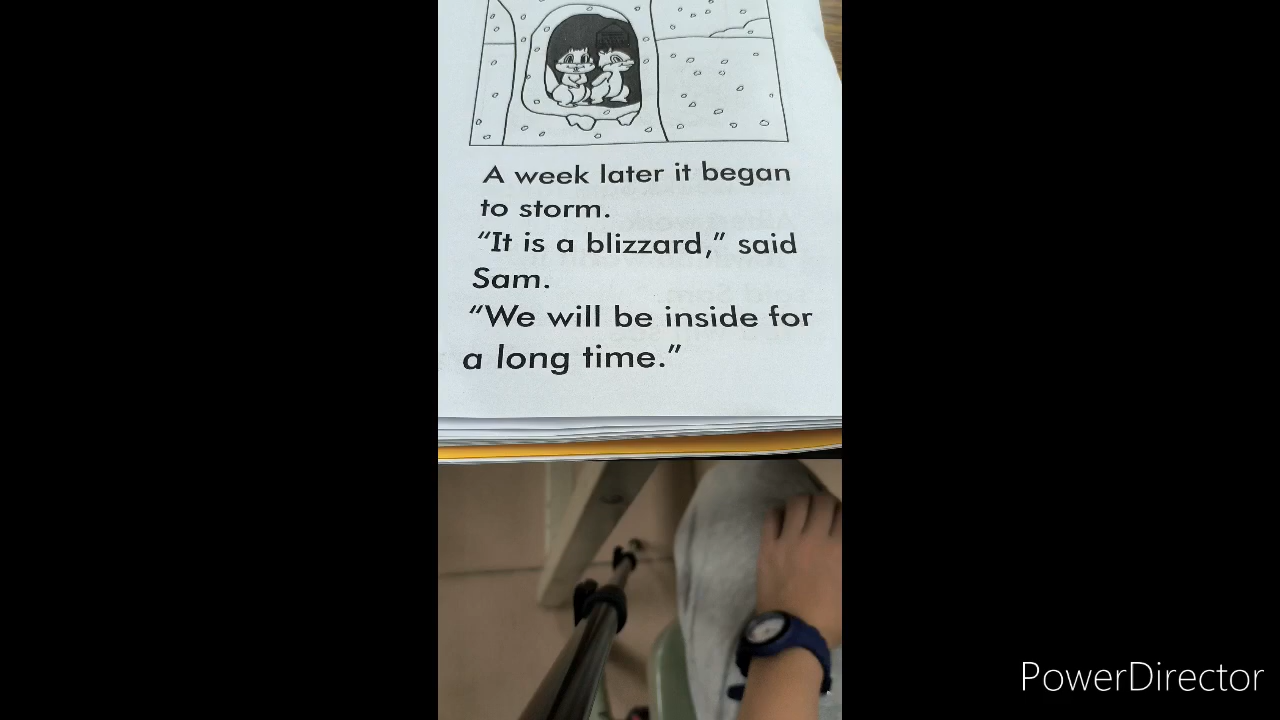 A week later it began
to storm.
“It is a blizzard,” said
Sam.
“We will be inside for
a long time.”
PowerDirector